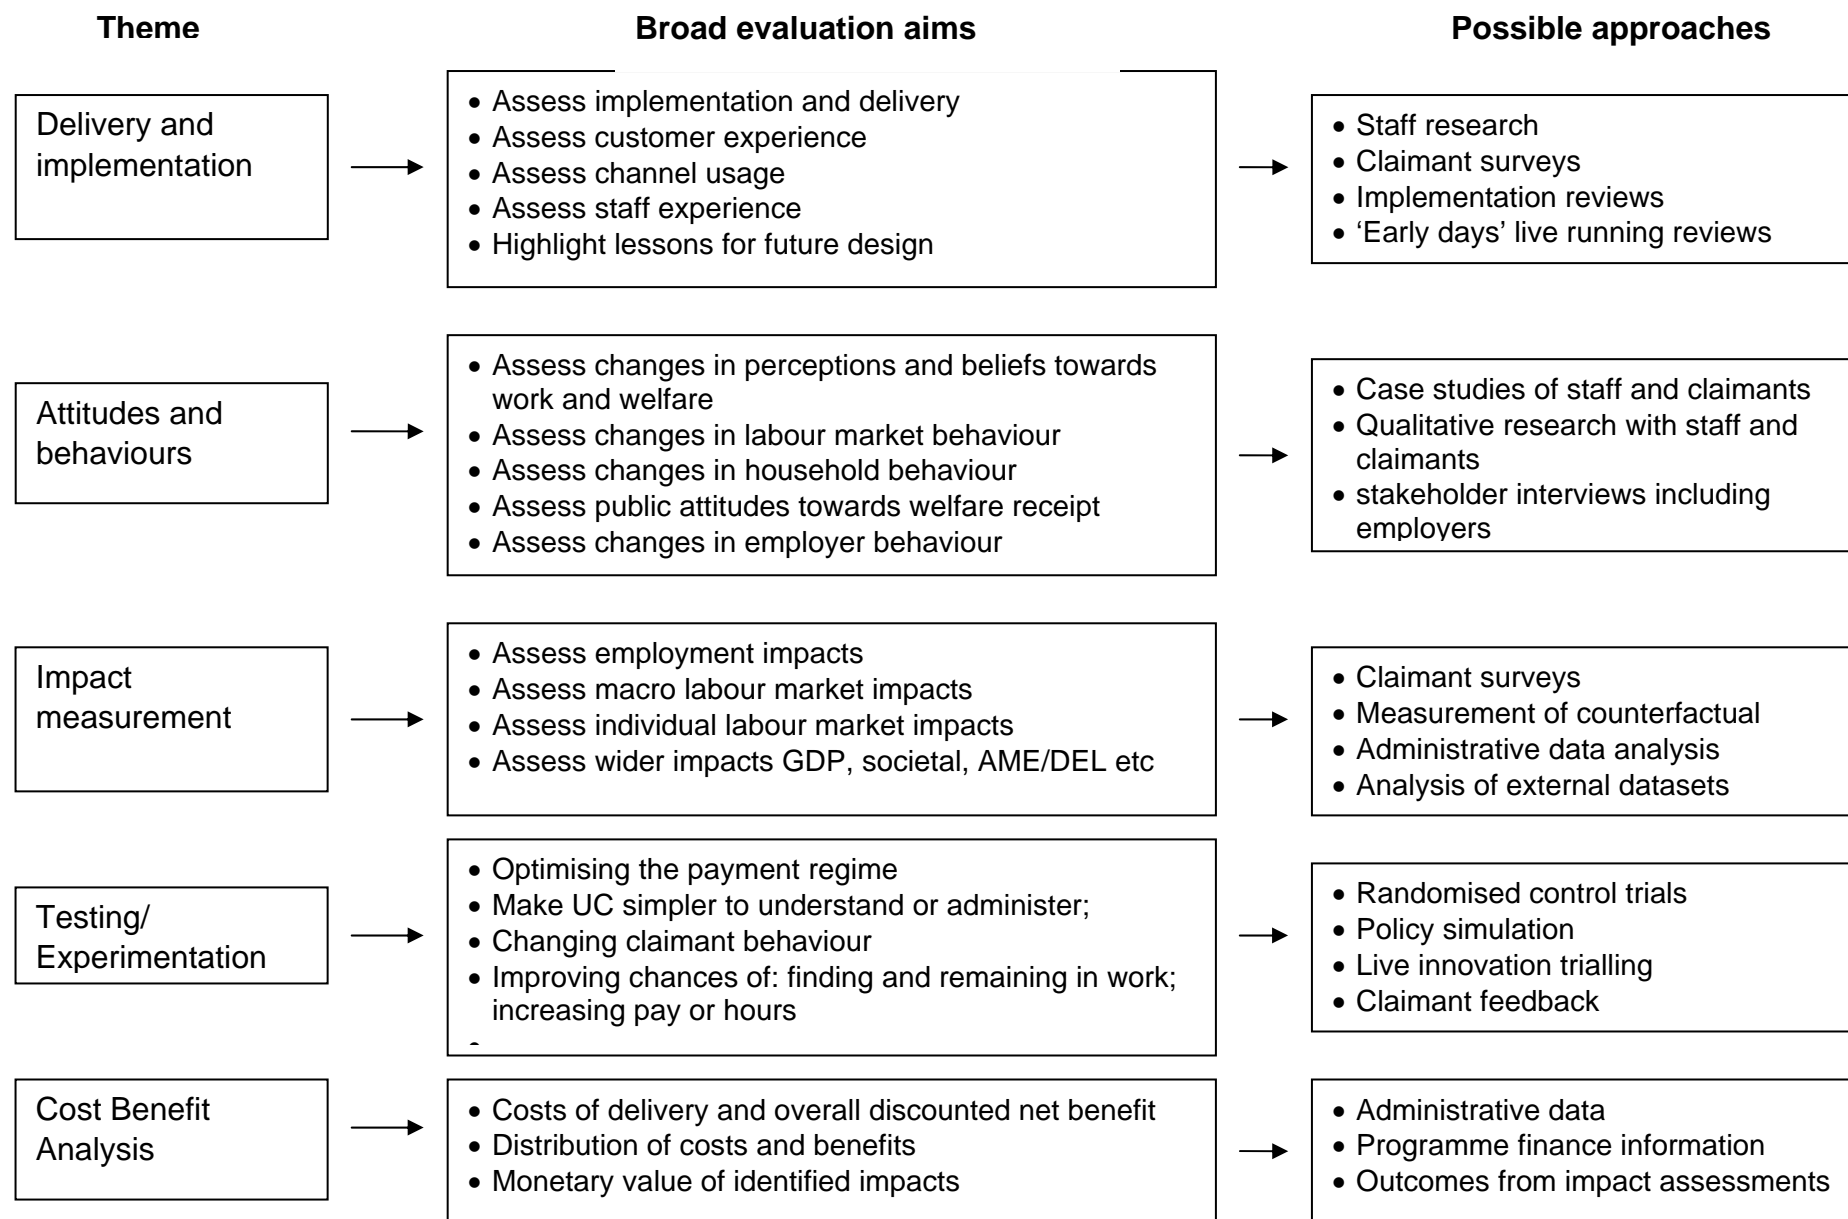 Theme
Broad evaluation aims
Possible approaches
Delivery and
implementation
• Assess implementation and delivery
• Assess customer experience
• Assess channel usage
• Assess staff experience
• Highlight lessons for future design
• Staff research
• Claimant surveys
• Implementation reviews
• ‘Early days’ live running reviews
Attitudes and
behaviours
• Assess changes in perceptions and beliefs towards
work and welfare
• Assess changes in labour market behaviour
• Assess changes in household behaviour
• Assess public attitudes towards welfare receipt
• Assess changes in employer behaviour
• Case studies of staff and claimants
• Qualitative research with staff and
claimants
• stakeholder interviews including
employers
Impact
measurement
• Assess employment impacts
• Assess macro labour market impacts
• Assess individual labour market impacts
• Assess wider impacts GDP, societal, AME/DEL etc
• Claimant surveys
• Measurement of counterfactual
• Administrative data analysis
• Analysis of external datasets
Testing/
Experimentation
• Optimising the payment regime
• Make UC simpler to understand or administer;
• Changing claimant behaviour
• Improving chances of: finding and remaining in work;
increasing pay or hours
•
• Randomised control trials
• Policy simulation
• Live innovation trialling
• Claimant feedback
Cost Benefit
Analysis
• Costs of delivery and overall discounted net benefit
• Distribution of costs and benefits
• Monetary value of identified impacts
• Administrative data
• Programme finance information
• Outcomes from impact assessments